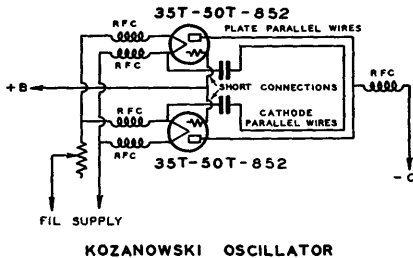 35T-50T-852
RFC
PLATE PARALLEL WIRES
RFC
RFC
+B
SHORT CONNECTIONS
RFC
CATHODE
PARALLEL WIRES
RFC
35T-50T-852
-C
FIL SUPPLY
KOZANOWSKI OSCILLATOR